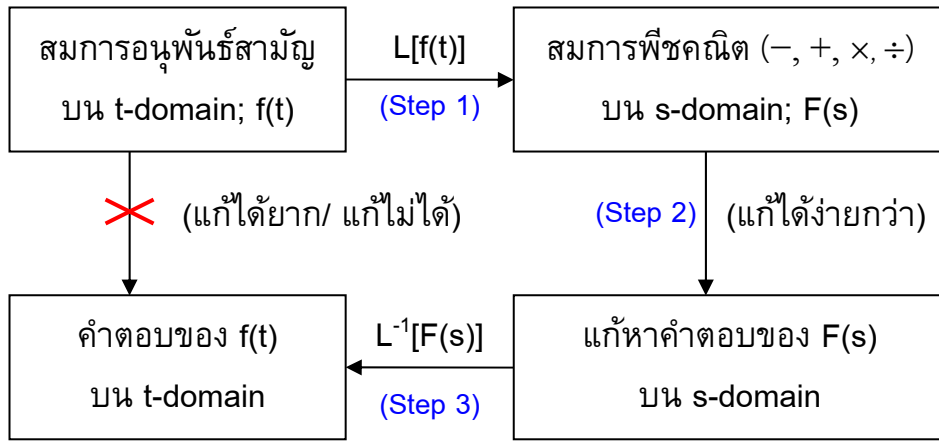 สมการอนุพันธ์สามัญ
บน t-domain; f(t)
L[f(t)]
(Step 1)
สมการพีชคณิต (−, +, ×, ÷)
บน s-domain; F(s)
(แก้ได้ยาก/ แก้ไม่ได้)
(Step 2)
(แก้ได้ง่ายกว่า)
คำตอบของ f(t)
บน t-domain
L⁻¹[F(s)]
(Step 3)
แก้หาคำตอบของ F(s)
บน s-domain